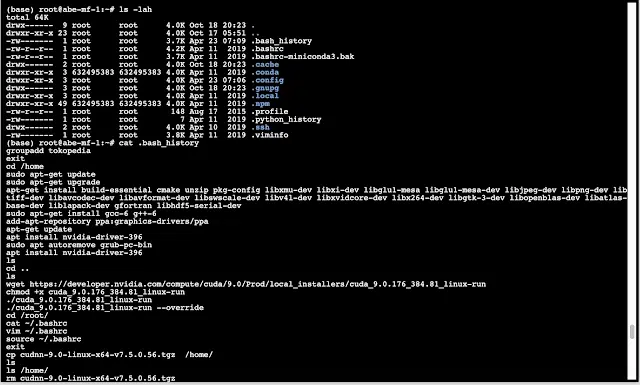 (base) root@abe-mf-1:~# ls -lah
total 64K
drwx------  9 root      root      4.0K Oct 18 20:23 .
drwxr-xr-x 23 root      root      4.0K Oct 17 05:51 ..
-rw-------  1 root      root      3.7K Apr 23 07:09 .bash_history
-rw-r--r--  1 root      root      4.2K Apr 11  2019 .bashrc
-rw-r--r--  1 root      root      3.3K Apr 11  2019 .bashrc-miniconda3.bak
drwx------  2 root      root      4.0K Oct 18 20:23 .cache
drwxr-xr-x  3 632495383 632495383 4.0K Apr 11  2019 .conda
drwxr-xr-x  3 root      root      4.0K Apr 23 07:06 .config
drwx------  3 root      root      4.0K Oct 18 20:23 .gnupg
drwxr-xr-x  3 root      root      4.0K Apr 11  2019 .local
drwxr-xr-x 49 632495383 632495383 4.0K Apr 11  2019 .npm
-rw-r--r--  1 root      root       148 Aug 17  2015 .profile
-rw-------  1 root      root         7 Apr 11  2019 .python_history
drwx------  2 root      root      4.0K Apr 10  2019 .ssh
-rw-------  1 root      root      3.8K Apr 11  2019 .viminfo
(base) root@abe-mf-1:~# cat .bash_history
groupadd tokopedia
exit
cd /home
sudo apt-get update
sudo apt-get upgrade
apt-get install build-essential cmake unzip pkg-config libxmu-dev libxi-dev libglu1-mesa libglu1-mesa-dev libjpeg-dev libpng-dev lib
tiff-dev libavcodec-dev libavformat-dev libswscale-dev libv4l-dev libxvidcore-dev libx264-dev libgtk-3-dev libopenblas-dev libatlas-
base-dev liblapack-dev gfortran libhdf5-serial-dev
sudo apt-get install gcc-6 g++-6
add-apt-repository ppa:graphics-drivers/ppa
apt-get update
apt install nvidia-driver-396
sudo apt autoremove grub-pc-bin
apt install nvidia-driver-396
ls
cd ..
ls
wget https://developer.nvidia.com/compute/cuda/9.0/Prod/local_installers/cuda_9.0.176_384.81_linux-run
chmod +x cuda_9.0.176_384.81_linux-run
./cuda_9.0.176_384.81_linux-run
./cuda_9.0.176_384.81_linux-run --override
cd /root/
cat ~/.bashrc
vim ~/.bashrc
source ~/.bashrc
exit
cp cudnn-9.0-linux-x64-v7.5.0.56.tgz  /home/
ls
ls /home/
rm cudnn-9.0-linux-x64-v7.5.0.56.tgz